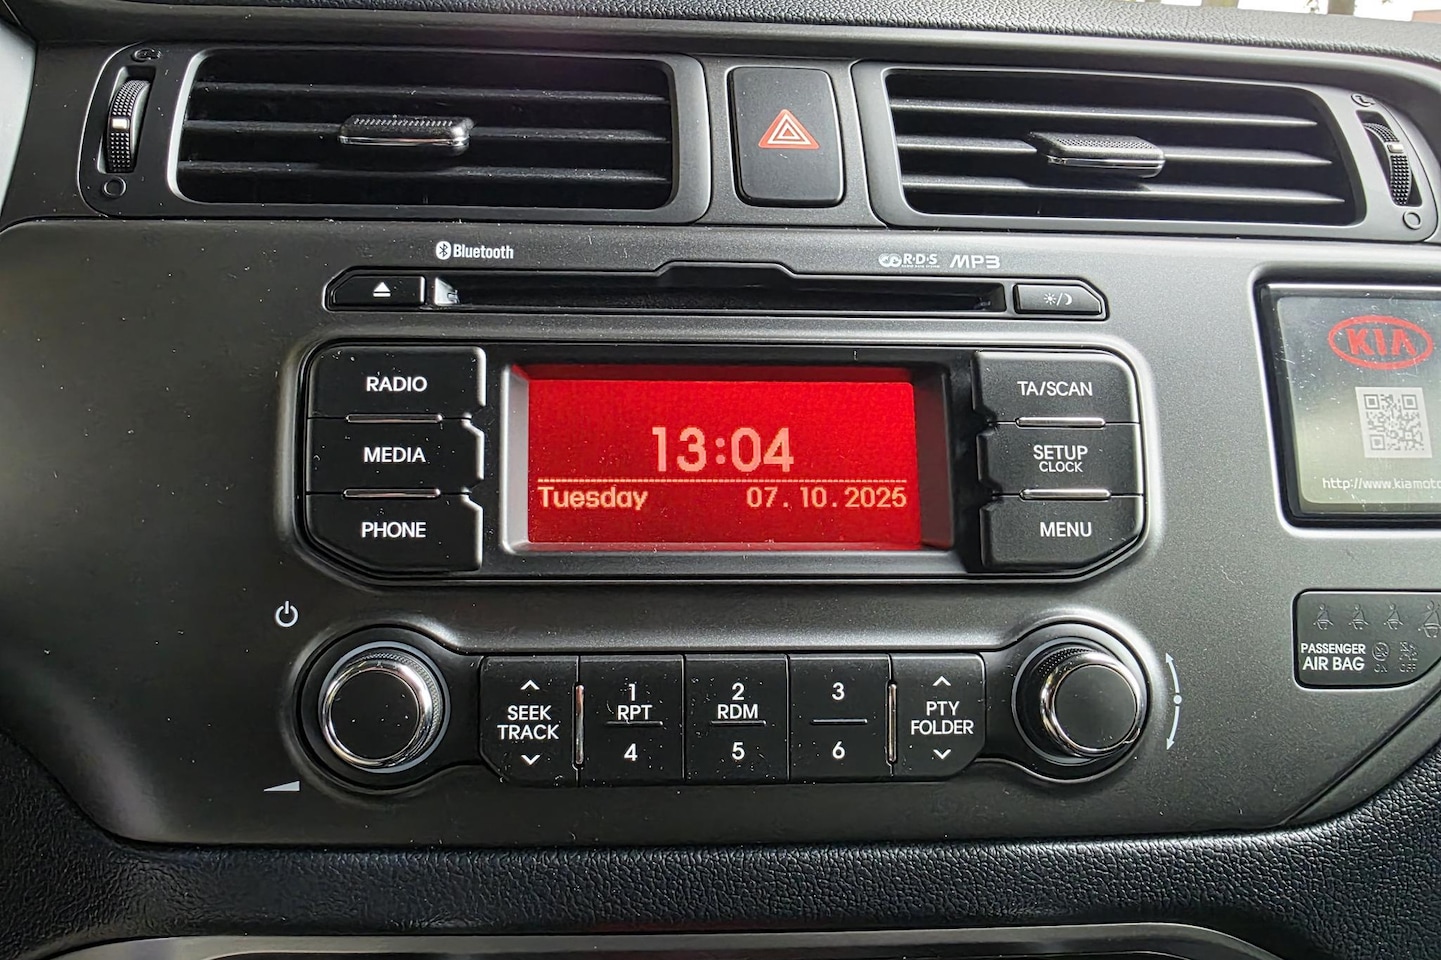 Bluetooth
R·D·S MP3
RADIO
MEDIA
PHONE
13:04
Tuesday 07.10.2025
TA/SCAN
SETUP
CLOCK
MENU
KIA
http://www.kiamoto
PASSENGER
AIR BAG
SEEK
TRACK
1
RPT
4
2
RDM
5
3
6
PTY
FOLDER